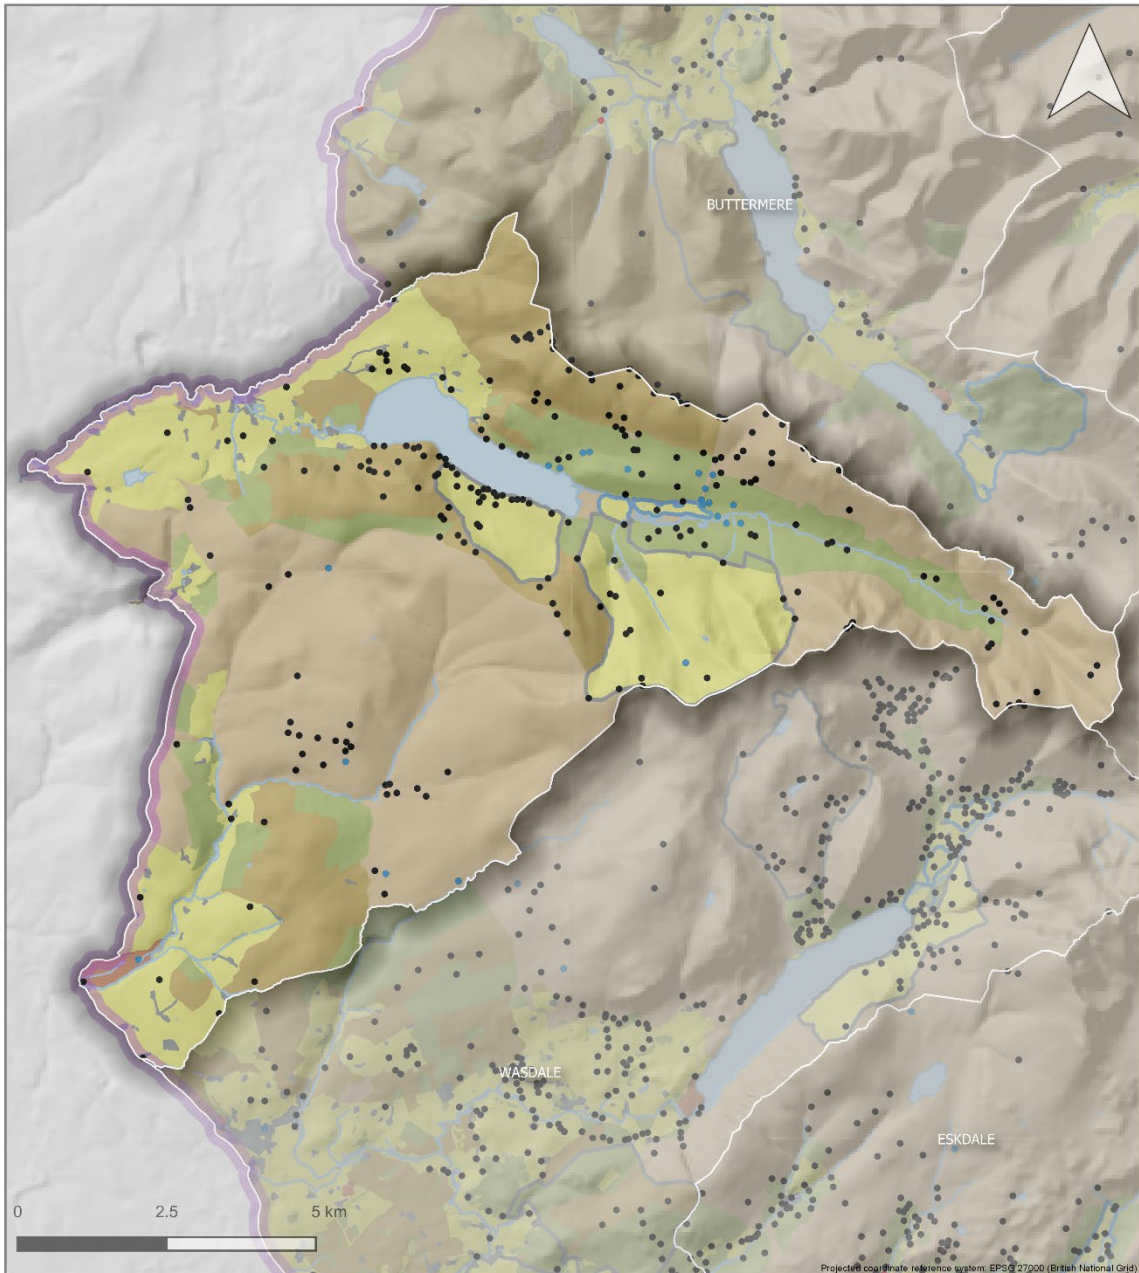 BUTTERMERE
WASDALE
ESKDALE
0 2.5 5 km
Projected coordinate reference system: EPSG 27000 (British National Grid)